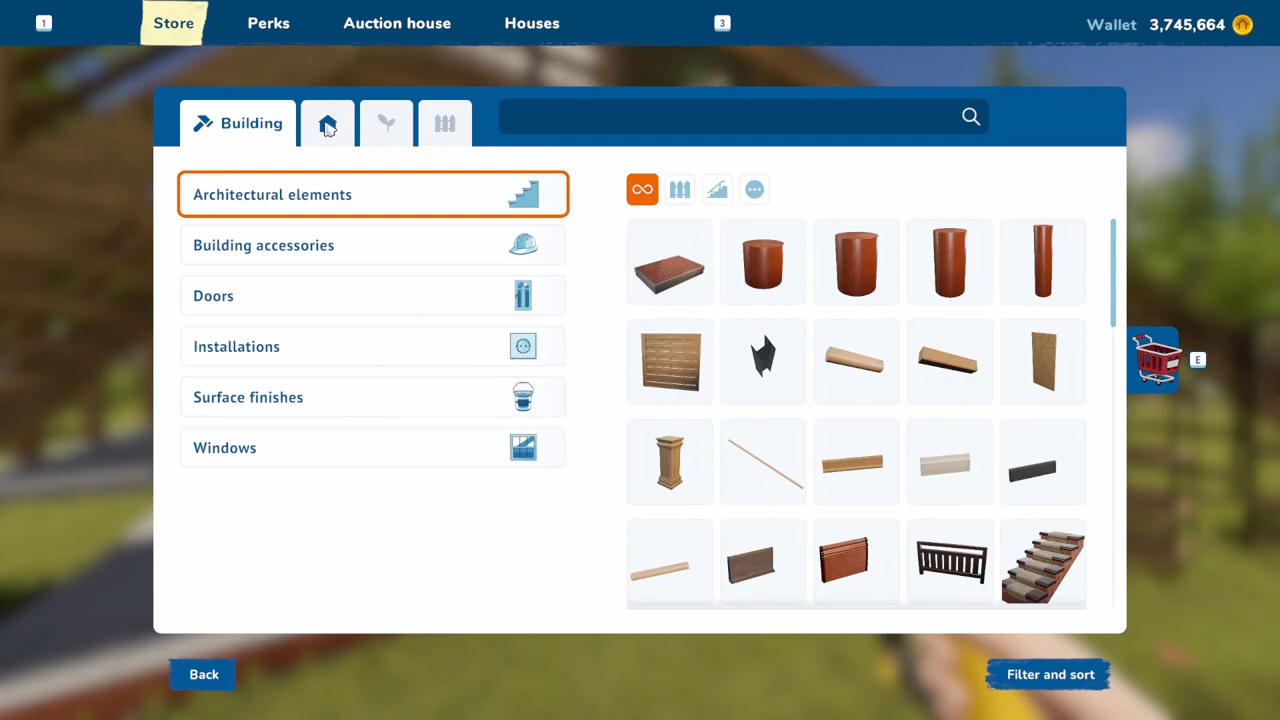 1
Store
Perks
Auction house
Houses
3
Wallet 3,745,664
Building
Architectural elements
Building accessories
Doors
Installations
Surface finishes
Windows
E
Back
Filter and sort